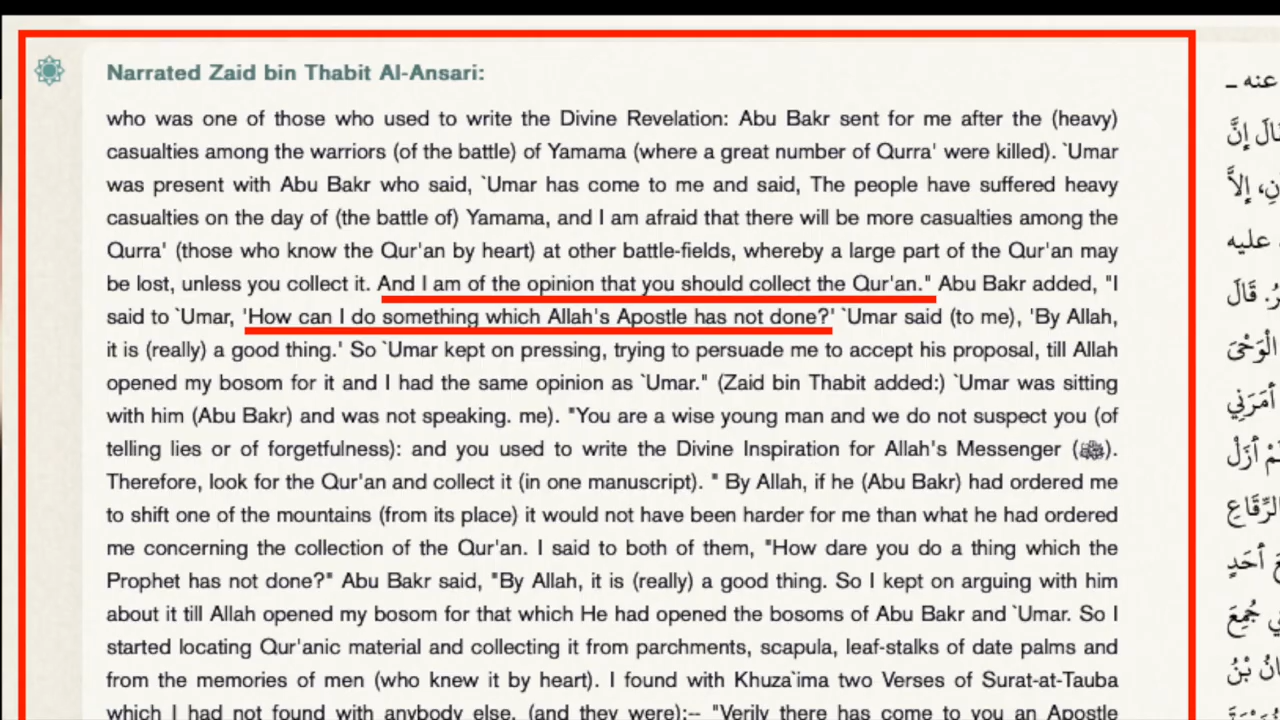 Narrated Zaid bin Thabit Al-Ansari:
who was one of those who used to write the Divine Revelation: Abu Bakr sent for me after the (heavy)
casualties among the warriors (of the battle) of Yamama (where a great number of Qurra' were killed). `Umar
was present with Abu Bakr who said, `Umar has come to me and said, The people have suffered heavy
casualties on the day of (the battle of) Yamama, and I am afraid that there will be more casualties among the
Qurra' (those who know the Qur'an by heart) at other battle-fields, whereby a large part of the Qur'an may
be lost, unless you collect it. And I am of the opinion that you should collect the Qur'an." Abu Bakr added, "I
said to `Umar, 'How can I do something which Allah's Apostle has not done?' `Umar said (to me), 'By Allah,
it is (really) a good thing.' So `Umar kept on pressing, trying to persuade me to accept his proposal, till Allah
opened my bosom for it and I had the same opinion as `Umar." (Zaid bin Thabit added:) `Umar was sitting
with him (Abu Bakr) and was not speaking. me). "You are a wise young man and we do not suspect you (of
telling lies or of forgetfulness): and you used to write the Divine Inspiration for Allah's Messenger (ﷺ).
Therefore, look for the Qur'an and collect it (in one manuscript). " By Allah, if he (Abu Bakr) had ordered me
to shift one of the mountains (from its place) it would not have been harder for me than what he had ordered
me concerning the collection of the Qur'an. I said to both of them, "How dare you do a thing which the
Prophet has not done?" Abu Bakr said, "By Allah, it is (really) a good thing. So I kept on arguing with him
about it till Allah opened my bosom for that which He had opened the bosoms of Abu Bakr and `Umar. So I
started locating Qur'anic material and collecting it from parchments, scapula, leaf-stalks of date palms and
from the memories of men (who knew it by heart). I found with Khuza`ima two Verses of Surat-at-Tauba
which I had not found with anybody else, (and they were):-- "Verily there has come to you an Apostle
عنه ـ
قَالَ إِنَّ
إِلاَّ
عليه
قَالَ
الْوَحْىَ
أَمَرَنِي
أَزَلْ
الرِّقَاعِ
أَحَدٍ
جُمِعَ